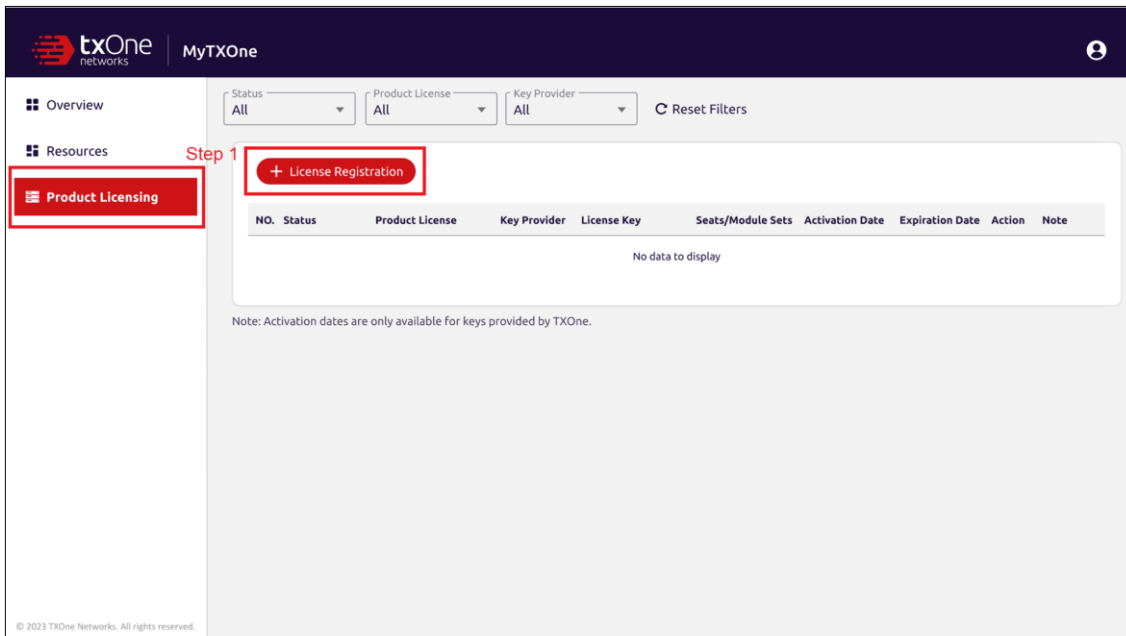 txOne
networks
MyTXOne
Overview
Resources
Product Licensing
Status
All
Product License
All
Key Provider
All
Reset Filters
Step 1
+ License Registration
NO. Status Product License Key Provider License Key Seats/Module Sets Activation Date Expiration Date Action Note
No data to display
Note: Activation dates are only available for keys provided by TXOne.
© 2023 TXOne Networks. All rights reserved.